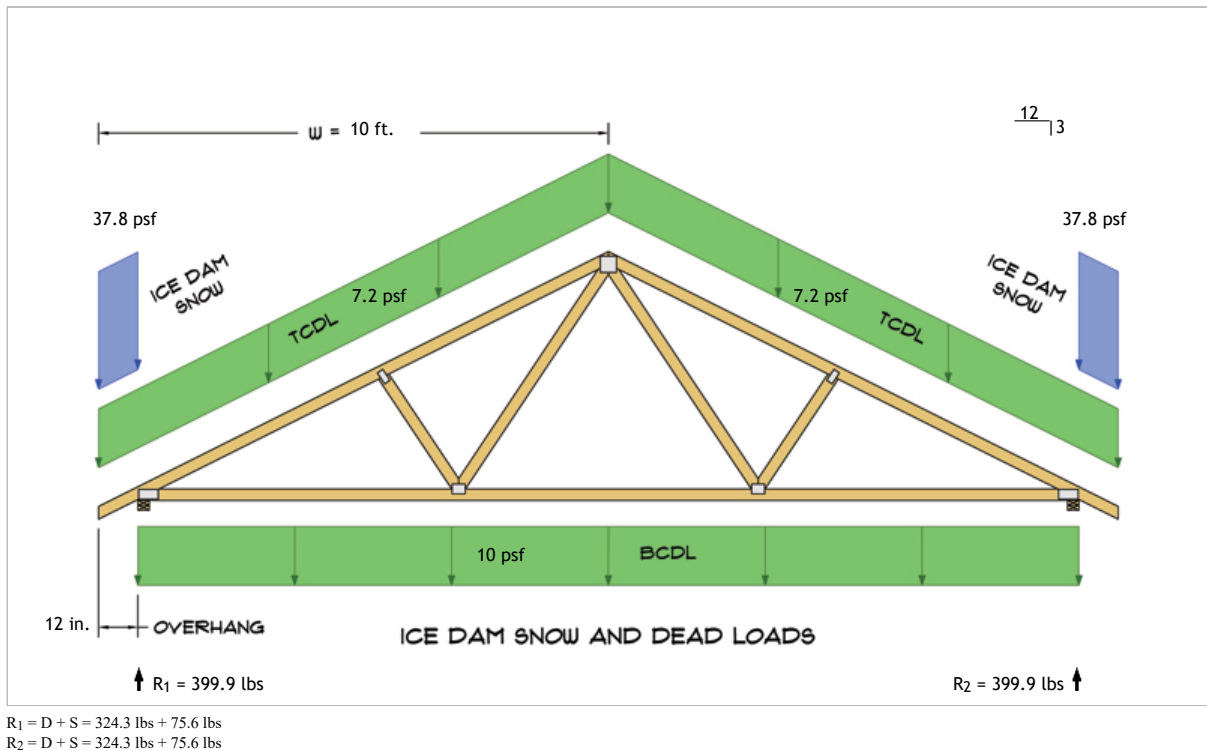 W = 10 ft.
12
3
37.8 psf
37.8 psf
ICE DAM
SNOW
ICE DAM
SNOW
7.2 psf
7.2 psf
TCDL
TCDL
10 psf
BCDL
12 in.
OVERHANG
ICE DAM SNOW AND DEAD LOADS
R1 = 399.9 lbs
R2 = 399.9 lbs
R1 = D + S = 324.3 lbs + 75.6 lbs
R2 = D + S = 324.3 lbs + 75.6 lbs